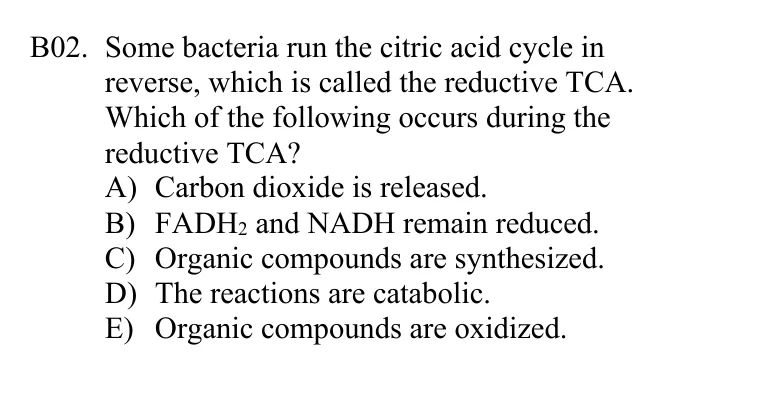 B02. Some bacteria run the citric acid cycle in
reverse, which is called the reductive TCA.
Which of the following occurs during the
reductive TCA?
A) Carbon dioxide is released.
B) FADH₂ and NADH remain reduced.
C) Organic compounds are synthesized.
D) The reactions are catabolic.
E) Organic compounds are oxidized.